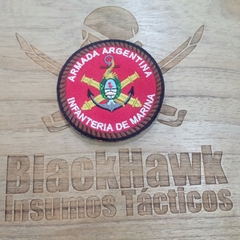 ARMADA ARGENTINA
INFANTERIA DE MARINA
BlackHawk
Insumos Tácticos